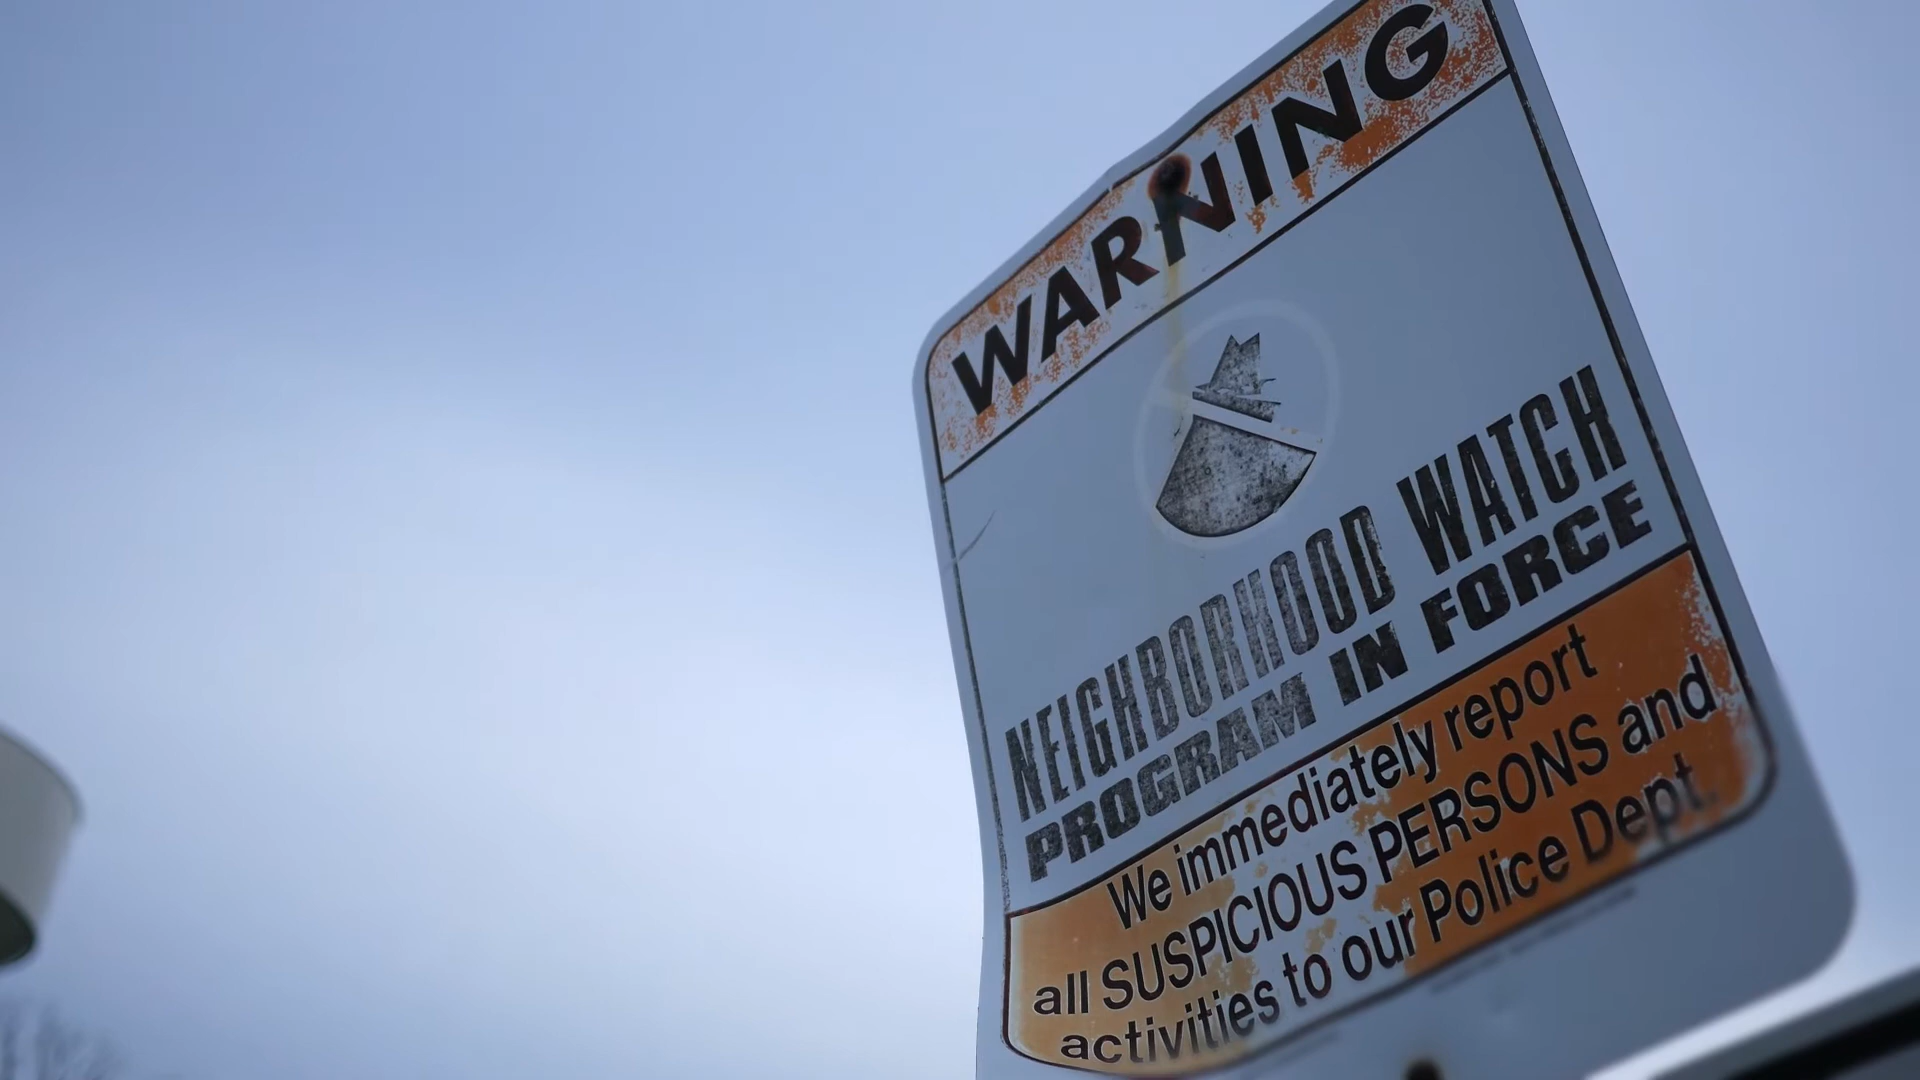 WARNING
NEIGHBORHOOD WATCH
PROGRAM IN FORCE
We immediately report
all SUSPICIOUS PERSONS and
activities to our Police Dept.